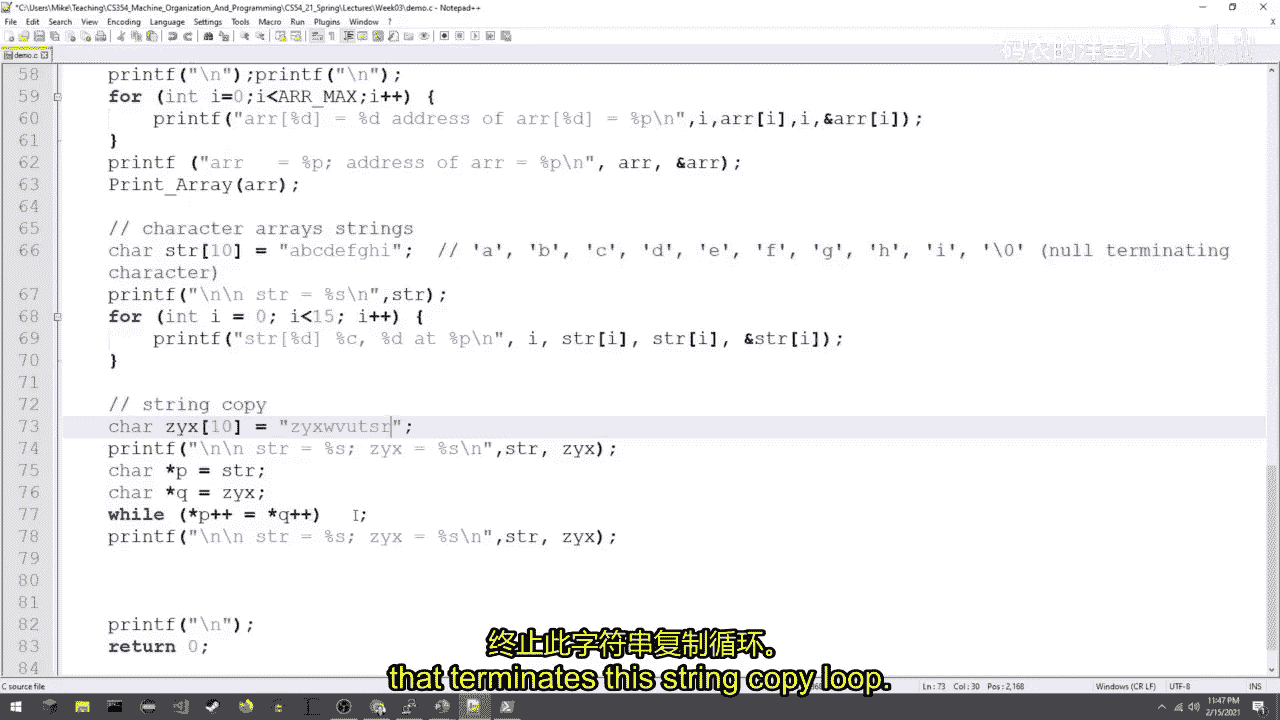 *C:\Users\Mike\Teaching\CS354_Machine_Organization_And_Programming\CS54_21_Spring\Lectures\Week03\demo.c - Notepad++
File Edit Search View Encoding Language Settings Tools Macro Run Plugins Window ?
demo.c
码农的洋墨水
58 printf("\n");printf("\n");
59 for (int i=0;i<ARR_MAX;i++) {
60 printf("arr[%d] = %d address of arr[%d] = %p\n",i,arr[i],i,&arr[i]);
61 }
62 printf ("arr   = %p; address of arr = %p\n", arr, &arr);
63 Print_Array(arr);
64
65 // character arrays strings
66 char str[10] = "abcdefghi";  // 'a', 'b', 'c', 'd', 'e', 'f', 'g', 'h', 'i', '\0' (null terminating
character)
67 printf("\n\n str = %s\n",str);
68 for (int i = 0; i<15; i++) {
69 printf("str[%d] %c, %d at %p\n", i, str[i], str[i], &str[i]);
70 }
71
72 // string copy
73 char zyx[10] = "zyxwvutsr";
74 printf("\n\n str = %s; zyx = %s\n",str, zyx);
75 char *p = str;
76 char *q = zyx;
77 while (*p++ = *q++)   ;
78 printf("\n\n str = %s; zyx = %s\n",str, zyx);
79
80
81
82 printf("\n");
83 return 0;
84
终止此字符串复制循环。
that terminates this string copy loop.
C source file
Ln : 73 Col : 30 Pos : 2,168
Windows (CR LF)
UTF-8
INS
11:47 PM
2/15/2021